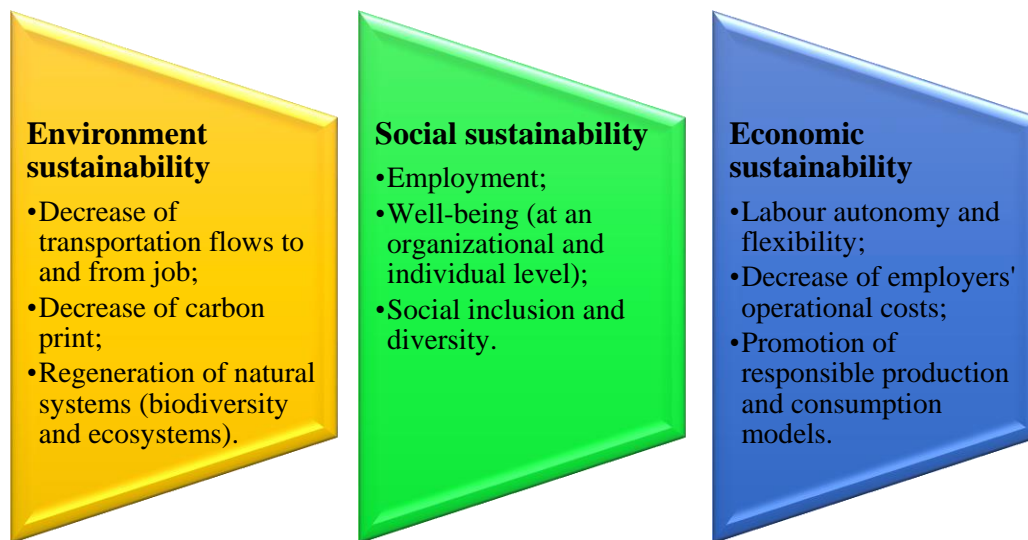 Environment
sustainability
•Decrease of
transportation flows to
and from job;
•Decrease of carbon
print;
•Regeneration of natural
systems (biodiversity
and ecosystems).
Social sustainability
•Employment;
•Well-being (at an
organizational and
individual level);
•Social inclusion and
diversity.
Economic
sustainability
•Labour autonomy and
flexibility;
•Decrease of employers'
operational costs;
•Promotion of
responsible production
and consumption
models.